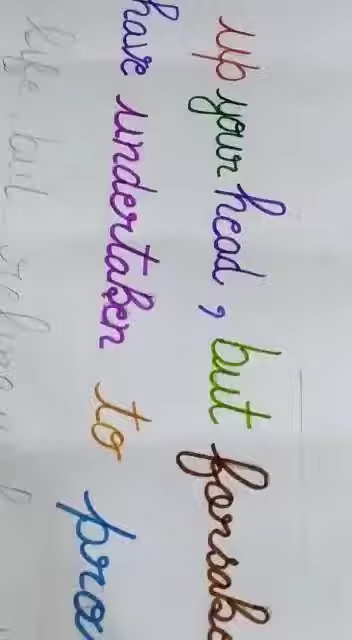 up your head, but forsake
have undertaken to pro
life, but